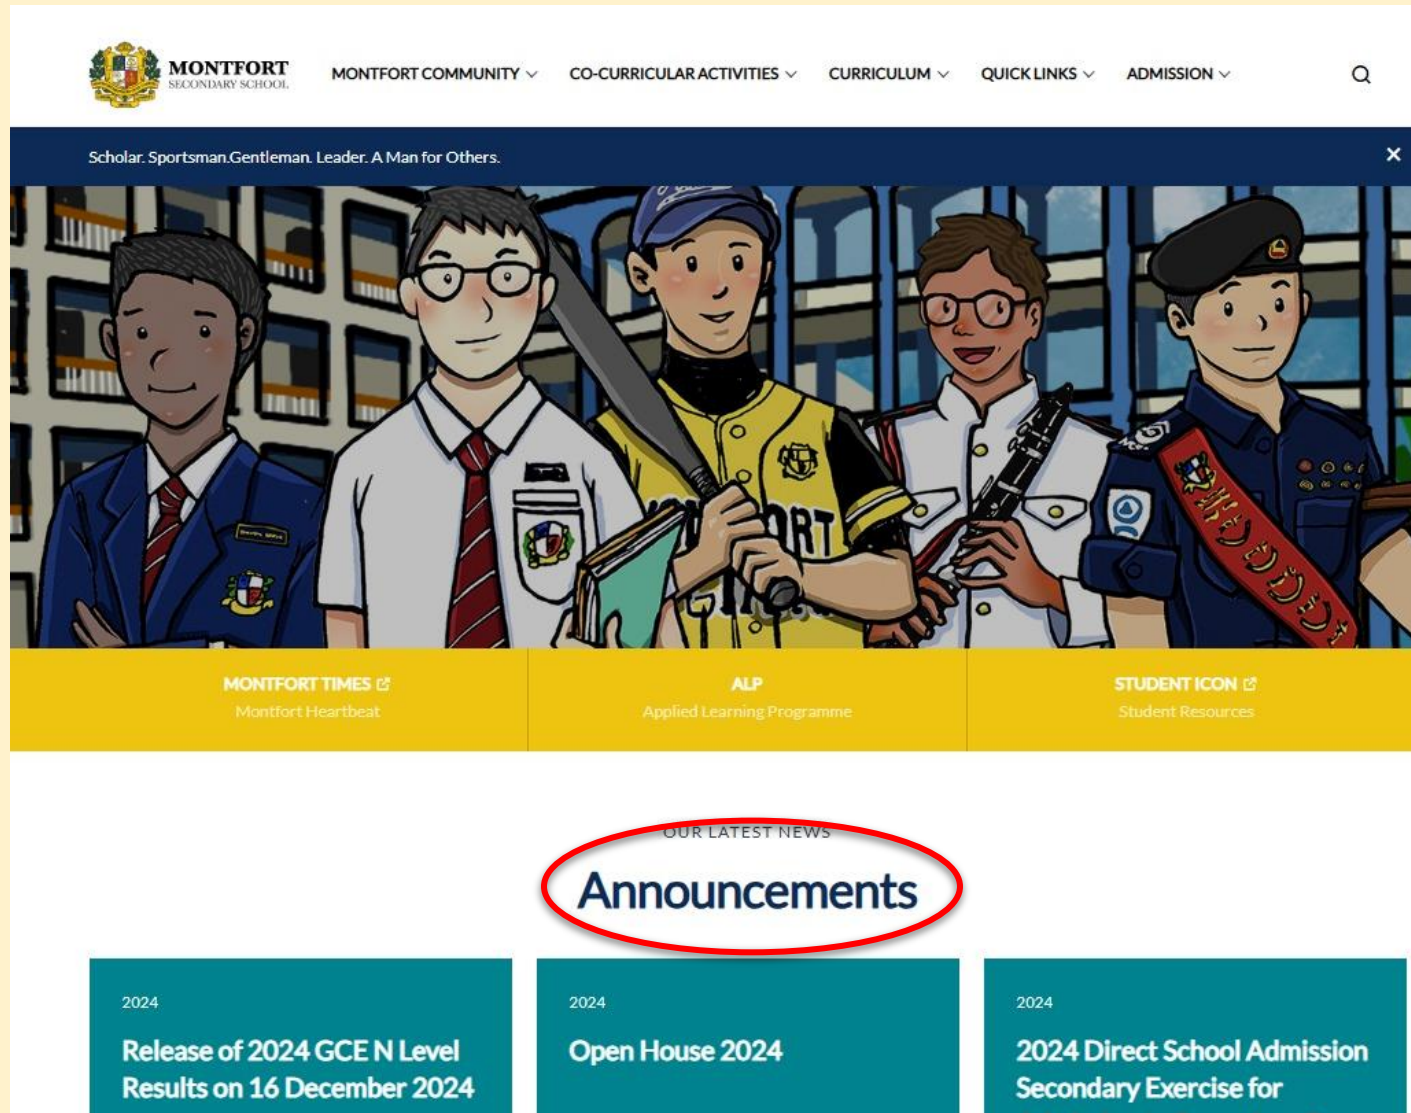 MONTFORT
SECONDARY SCHOOL
MONTFORT COMMUNITY
CO-CURRICULAR ACTIVITIES
CURRICULUM
QUICK LINKS
ADMISSION
Scholar. Sportsman.Gentleman. Leader. A Man for Others.
MONTFORT TIMES
Montfort Heartbeat
ALP
Applied Learning Programme
STUDENT ICON
Student Resources
OUR LATEST NEWS
Announcements
2024
Release of 2024 GCE N Level
Results on 16 December 2024
2024
Open House 2024
2024
2024 Direct School Admission
Secondary Exercise for